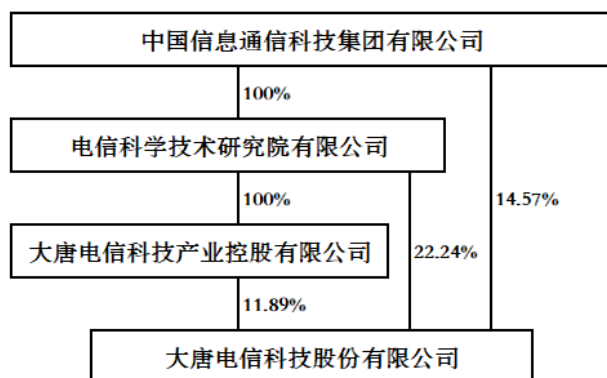 中国信息通信科技集团有限公司
100%
电信科学技术研究院有限公司
100%
14.57%
大唐电信科技产业控股有限公司
22.24%
11.89%
大唐电信科技股份有限公司